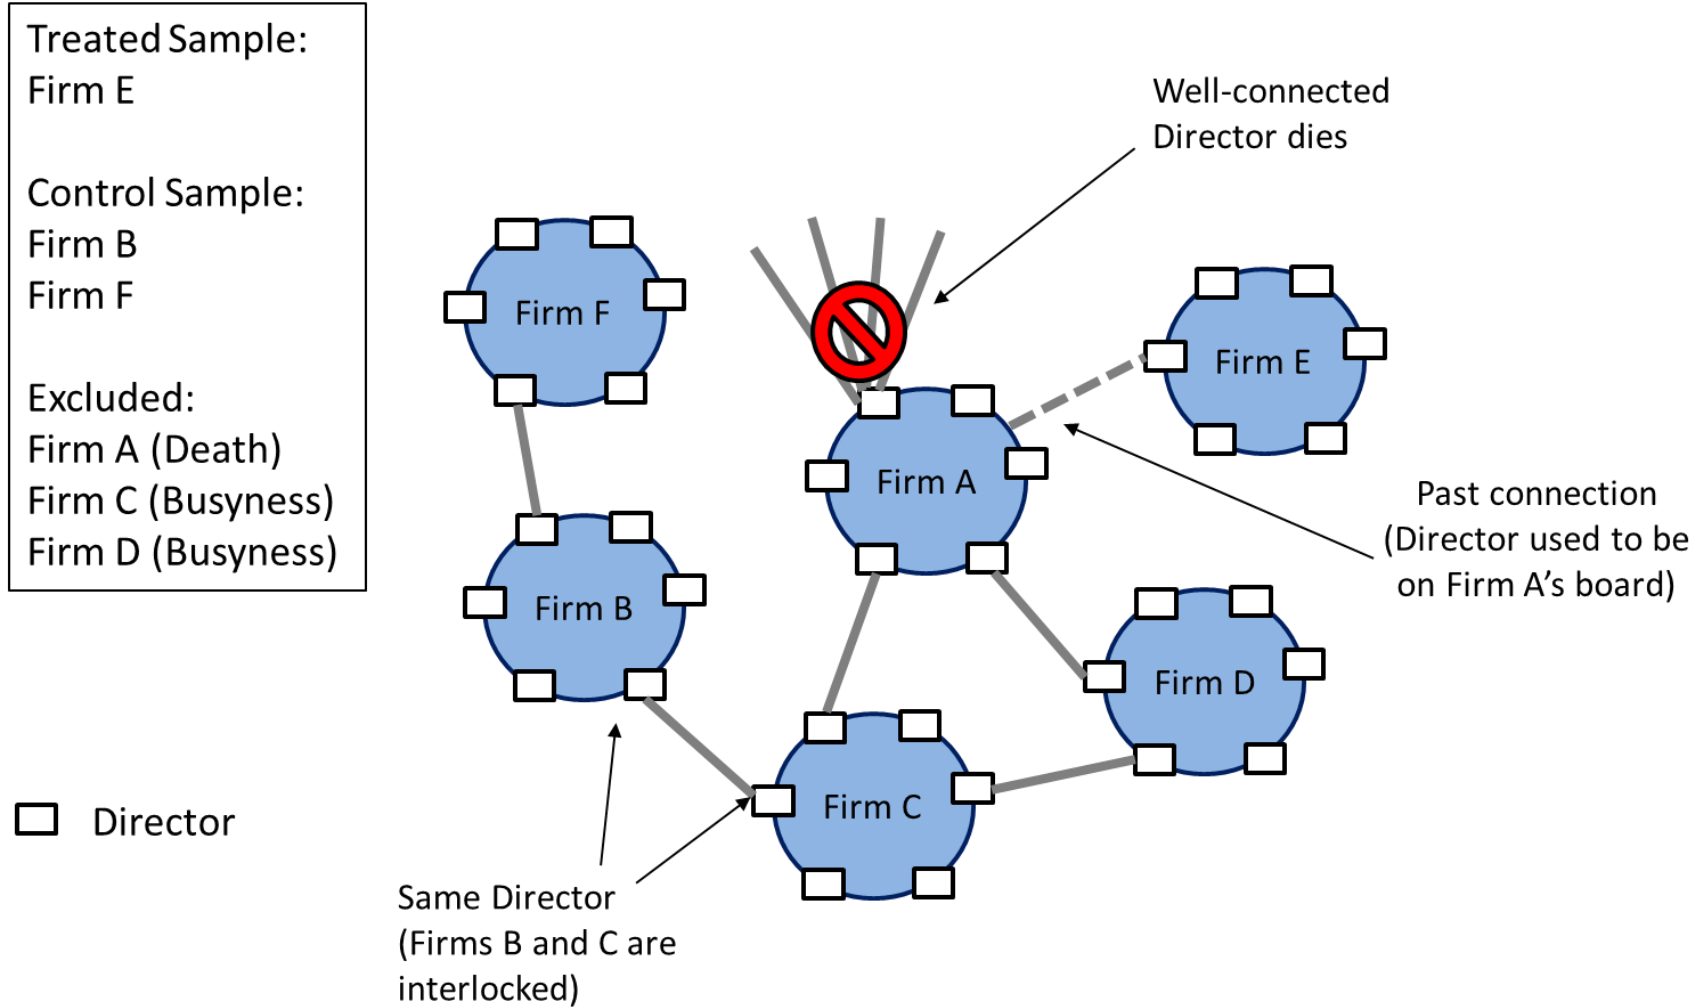 Treated Sample:
Firm E
Control Sample:
Firm B
Firm F
Excluded:
Firm A (Death)
Firm C (Busyness)
Firm D (Busyness)
Well-connected
Director dies
Firm F
Firm E
Firm A
Past connection
(Director used to be
on Firm A’s board)
Firm B
Firm D
Firm C
Director
Same Director
(Firms B and C are
interlocked)